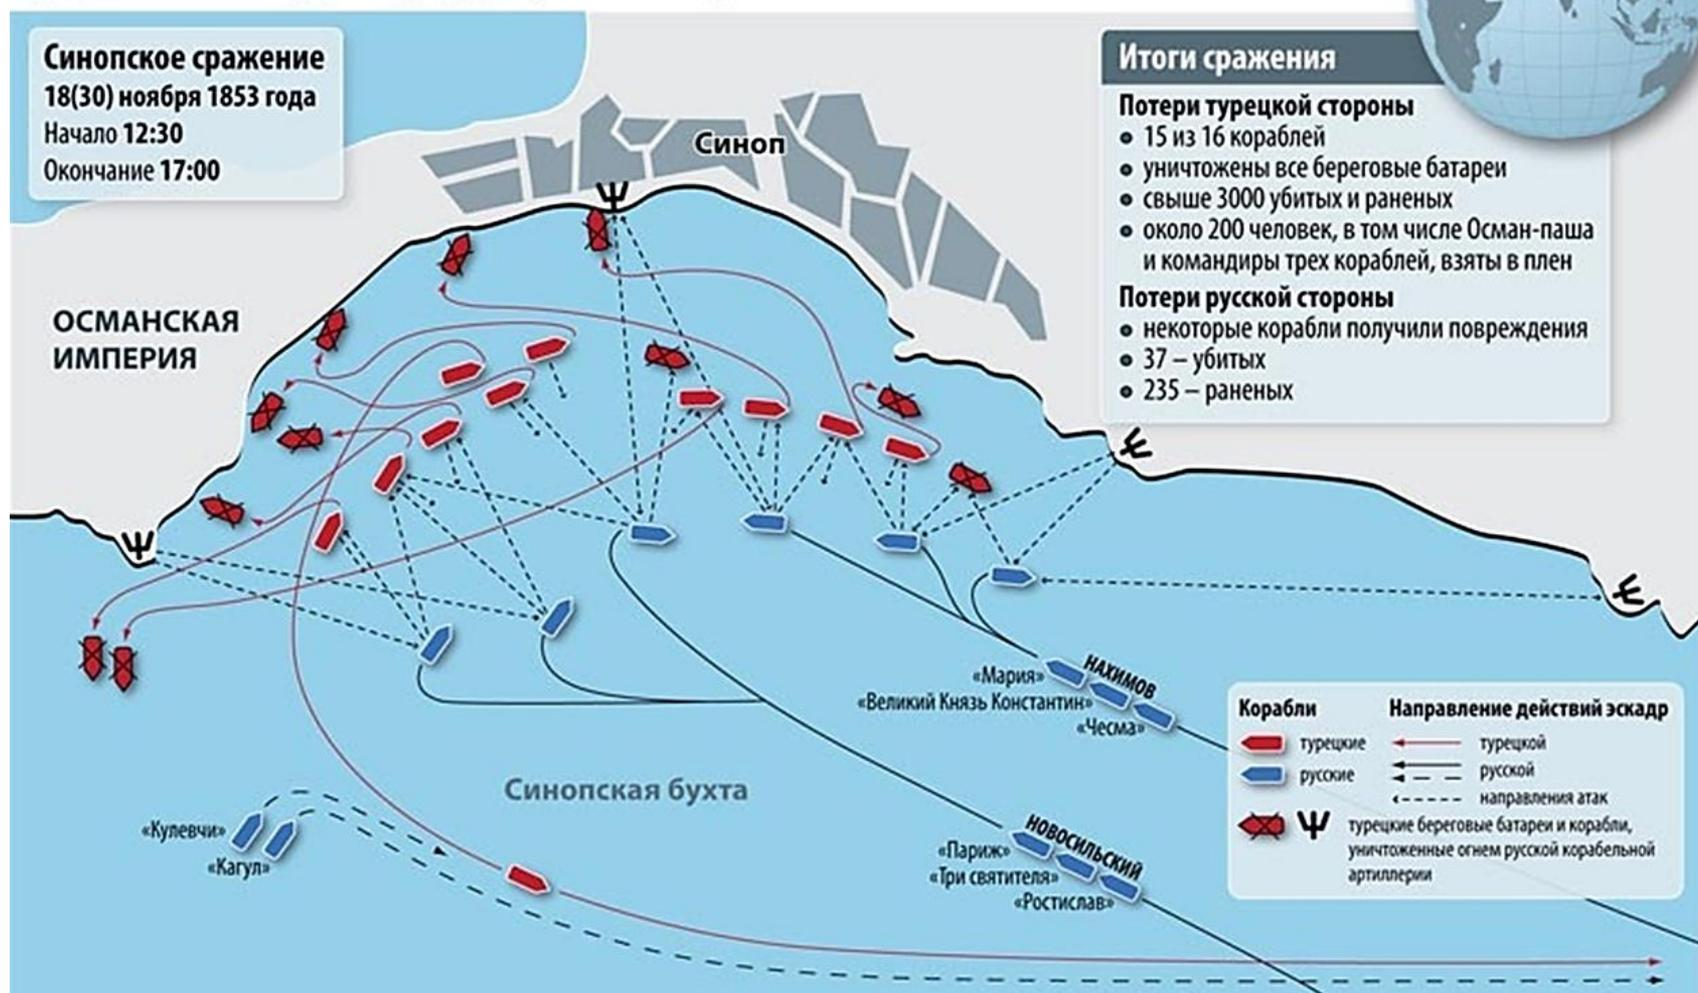 Синопское сражение
18(30) ноября 1853 года
Начало 12:30
Окончание 17:00
Синоп
ОСМАНСКАЯ
ИМПЕРИЯ
Итоги сражения
Потери турецкой стороны
• 15 из 16 кораблей
• уничтожены все береговые батареи
• свыше 3000 убитых и раненых
• около 200 человек, в том числе Осман-паша
и командиры трех кораблей, взяты в плен
Потери русской стороны
• некоторые корабли получили повреждения
• 37 – убитых
• 235 – раненых
НАХИМОВ
«Мария»
«Великий Князь Константин»
«Чесма»
Синопская бухта
«Кулевчи»
«Кагул»
НОВОСИЛЬСКИЙ
«Париж»
«Три святителя»
«Ростислав»
Корабли
турецкие
русские
Направление действий эскадр
турецкой
русской
направления атак
турецкие береговые батареи и корабли,
уничтоженные огнем русской корабельной
артиллерии